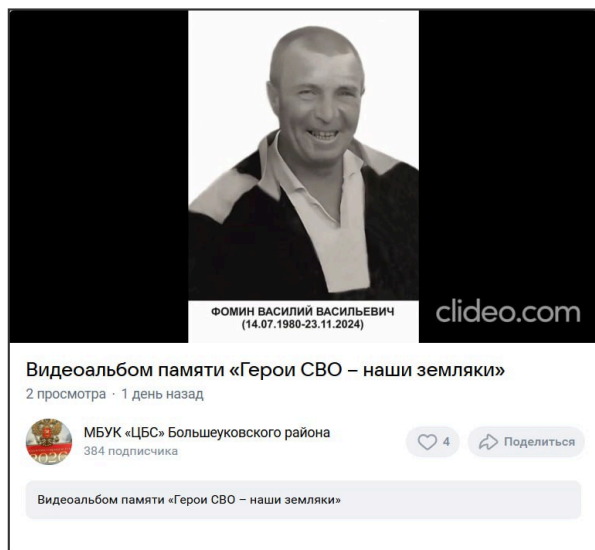 ФОМИН ВАСИЛИЙ ВАСИЛЬЕВИЧ
(14.07.1980-23.11.2024)
clideo.com
Видеоальбом памяти «Герои СВО – наши земляки»
2 просмотра · 1 день назад
МБУК «ЦБС» Большеуковского района
384 подписчика
4
Поделиться
2026
Видеоальбом памяти «Герои СВО – наши земляки»